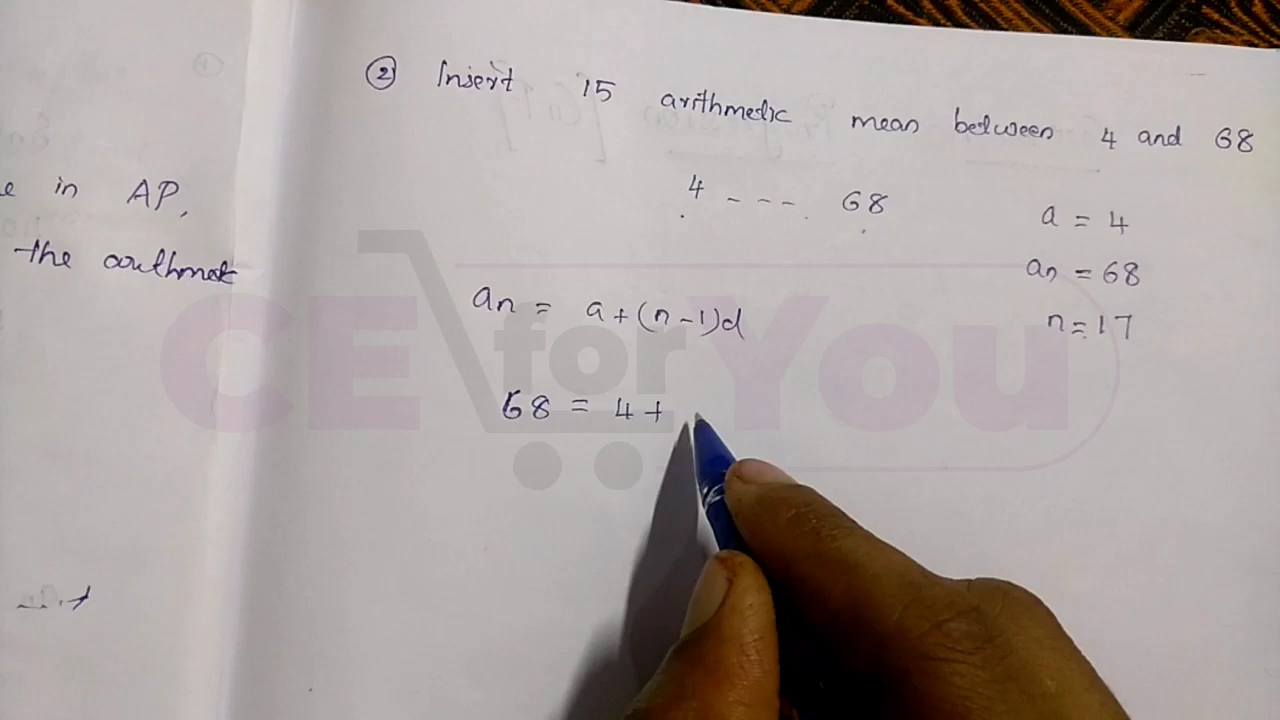 ② Insert 15 arithmetic mean between 4 and 68
e in AP,
the arithmet
4 - - - - 68
a = 4
an = 68
n = 17
an = a + (n - 1)d
68 = 4 +
CE for You